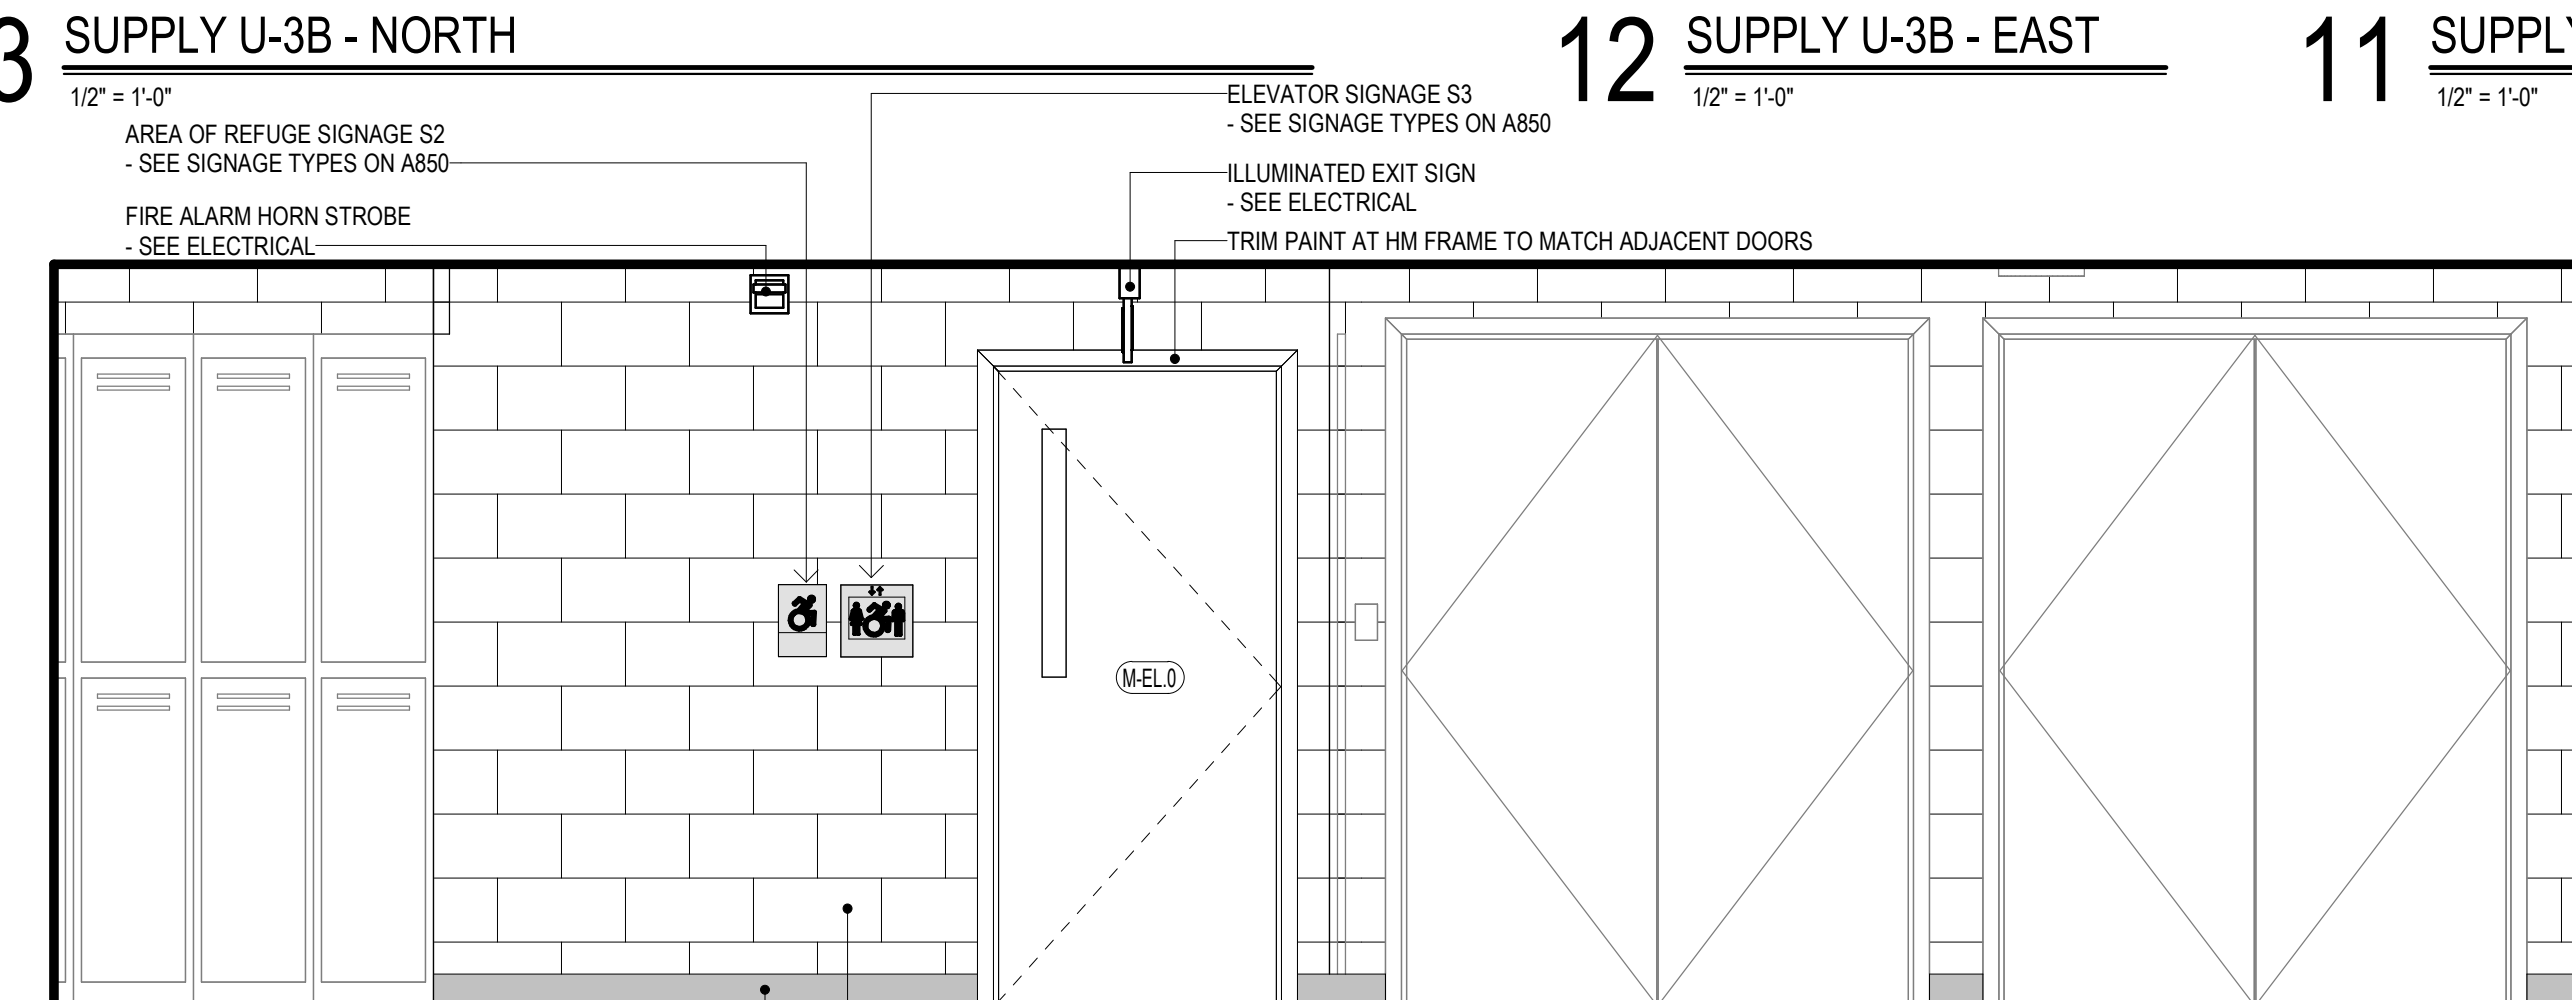 3 SUPPLY U-3B - NORTH
1/2" = 1'-0"
12 SUPPLY U-3B - EAST
1/2" = 1'-0"
11 SUPPLY
1/2" = 1'-0"
AREA OF REFUGE SIGNAGE S2
- SEE SIGNAGE TYPES ON A850
FIRE ALARM HORN STROBE
- SEE ELECTRICAL
ELEVATOR SIGNAGE S3
- SEE SIGNAGE TYPES ON A850
ILLUMINATED EXIT SIGN
- SEE ELECTRICAL
TRIM PAINT AT HM FRAME TO MATCH ADJACENT DOORS
M-EL.0